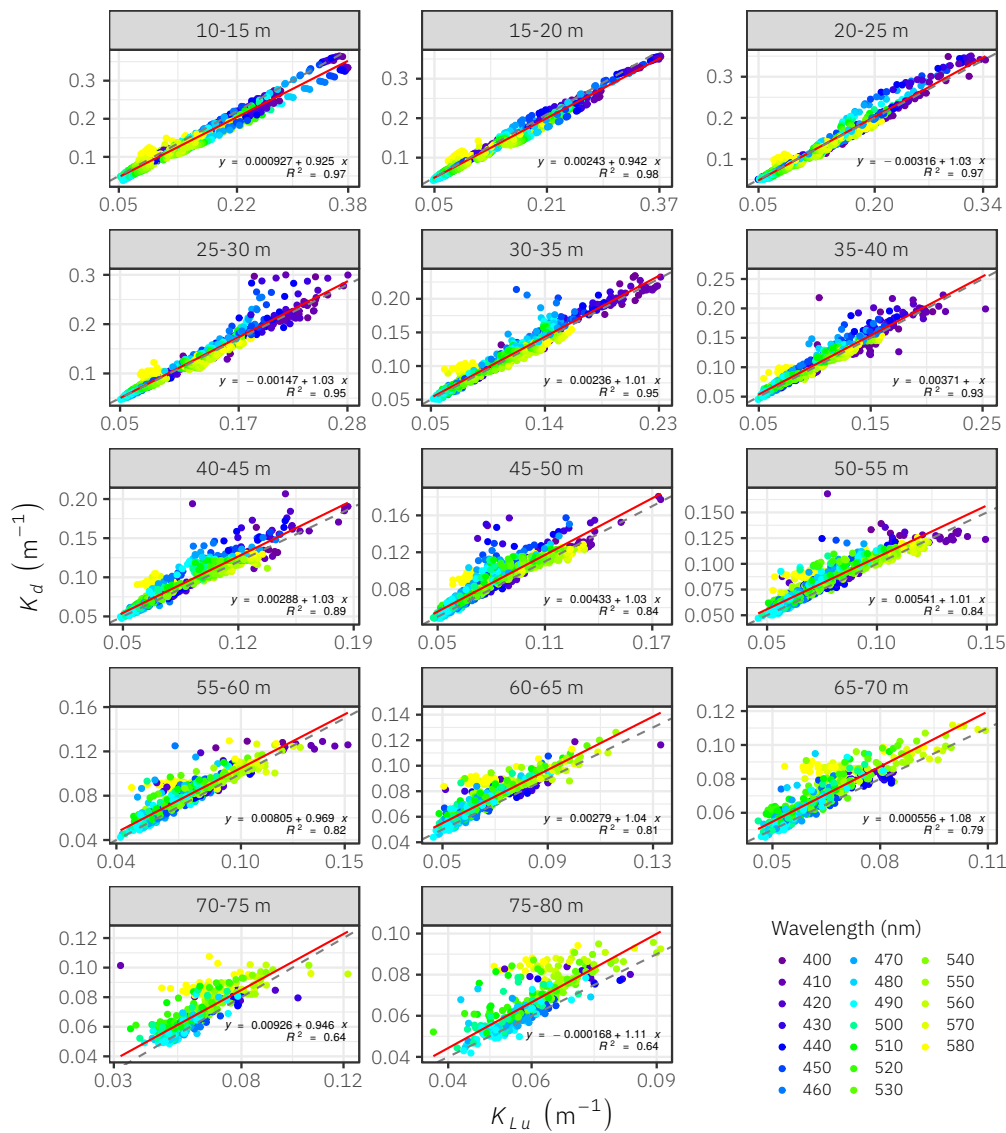 10-15 m
15-20 m
20-25 m
0.3
0.2
0.1
y = 0.000927 + 0.925 x
R² = 0.97
0.05
0.22
0.38
0.3
0.2
0.1
y = 0.00243 + 0.942 x
R² = 0.98
0.05
0.21
0.37
0.3
0.2
0.1
y = − 0.00316 + 1.03 x
R² = 0.97
0.05
0.20
0.34
25-30 m
30-35 m
35-40 m
0.3
0.2
0.1
y = − 0.00147 + 1.03 x
R² = 0.95
0.05
0.17
0.28
0.20
0.15
0.10
0.05
y = 0.00236 + 1.01 x
R² = 0.95
0.05
0.14
0.23
0.25
0.20
0.15
0.10
0.05
y = 0.00371 + x
R² = 0.93
0.05
0.15
0.25
40-45 m
45-50 m
50-55 m
0.20
0.15
0.10
0.05
y = 0.00288 + 1.03 x
R² = 0.89
0.05
0.12
0.19
0.16
0.12
0.08
y = 0.00433 + 1.03 x
R² = 0.84
0.05
0.11
0.17
0.150
0.125
0.100
0.075
0.050
y = 0.00541 + 1.01 x
R² = 0.84
0.05
0.10
0.15
K_d (m⁻¹)
55-60 m
60-65 m
65-70 m
0.16
0.12
0.08
0.04
y = 0.00805 + 0.969 x
R² = 0.82
0.04
0.10
0.15
0.14
0.12
0.10
0.08
0.06
0.04
y = 0.00279 + 1.04 x
R² = 0.81
0.05
0.09
0.13
0.12
0.10
0.08
0.06
y = 0.000556 + 1.08 x
R² = 0.79
0.05
0.08
0.11
70-75 m
75-80 m
0.12
0.10
0.08
0.06
0.04
y = 0.00926 + 0.946 x
R² = 0.64
0.03
0.08
0.12
0.10
0.08
0.06
0.04
y = − 0.000168 + 1.11 x
R² = 0.64
0.04
0.06
0.09
K_Lu (m⁻¹)
Wavelength (nm)
400
410
420
430
440
450
460
470
480
490
500
510
520
530
540
550
560
570
580